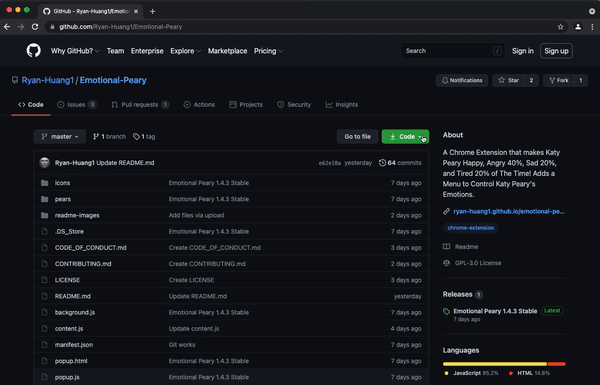 GitHub - Ryan-Huang1/Emotiona
github.com/Ryan-Huang1/Emotional-Peary
Why GitHub? Team Enterprise Explore Marketplace Pricing Search / Sign in Sign up
Ryan-Huang1 / Emotional-Peary Notifications Star 2 Fork 1
Code Issues 3 Pull requests 1 Actions Projects Security Insights
master 1 branch 1 tag Go to file Code
Ryan-Huang1 Update README.md e62e18a yesterday 64 commits
icons Emotional Peary 1.4.3 Stable 7 days ago
pears Emotional Peary 1.4.3 Stable 7 days ago
readme-images Add files via upload 2 days ago
.DS_Store Emotional Peary 1.4.3 Stable 7 days ago
CODE_OF_CONDUCT.md Create CODE_OF_CONDUCT.md 3 days ago
CONTRIBUTING.md Create CONTRIBUTING.md 2 days ago
LICENSE Create LICENSE 3 days ago
README.md Update README.md yesterday
background.js Emotional Peary 1.4.3 Stable 7 days ago
content.js Update content.js 4 days ago
manifest.json Git works 7 days ago
popup.html Emotional Peary 1.4.3 Stable 7 days ago
popup.js Emotional Peary 1.4.3 Stable 7 days ago
About
A Chrome Extension that makes Katy
Peary Happy, Angry 40%, Sad 20%,
and Tired 20% of The Time! Adds a
Menu to Control Katy Peary's
Emotions.
ryan-huang1.github.io/emotional-pe...
chrome-extension
Readme
GPL-3.0 License
Releases 1
Emotional Peary 1.4.3 Stable Latest
7 days ago
Languages
JavaScript 85.2% HTML 14.8%